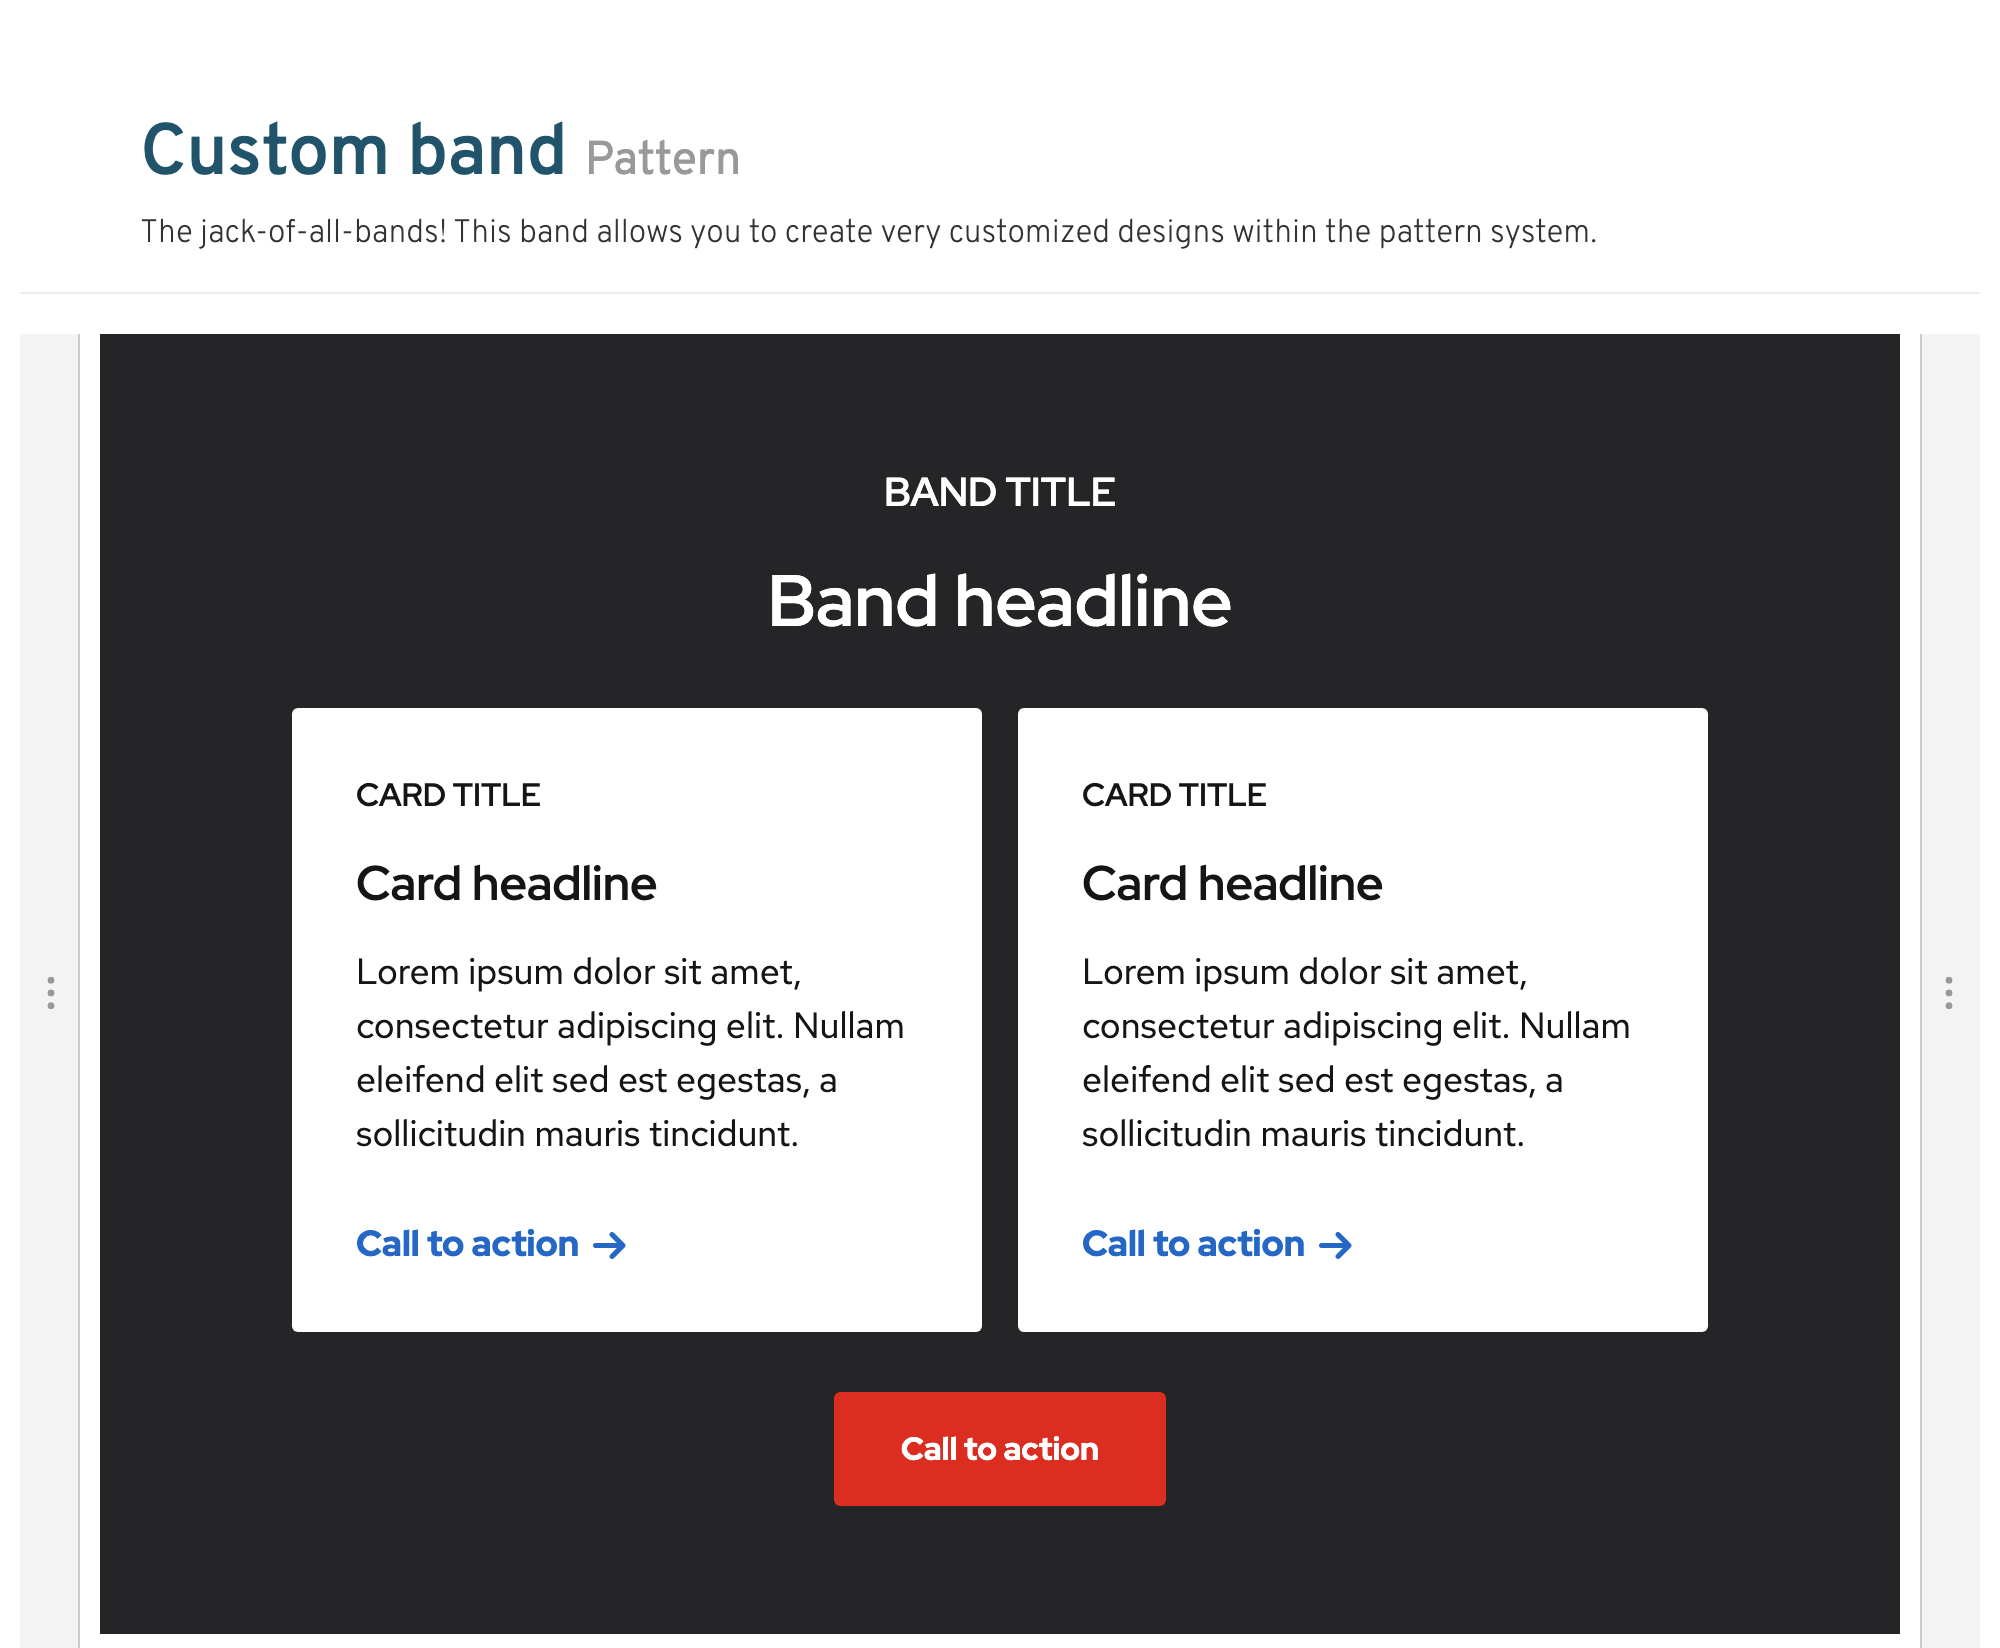 Custom band Pattern
The jack-of-all-bands! This band allows you to create very customized designs within the pattern system.
BAND TITLE
Band headline
CARD TITLE
Card headline
Lorem ipsum dolor sit amet,
consectetur adipiscing elit. Nullam
eleifend elit sed est egestas, a
sollicitudin mauris tincidunt.
Call to action →
CARD TITLE
Card headline
Lorem ipsum dolor sit amet,
consectetur adipiscing elit. Nullam
eleifend elit sed est egestas, a
sollicitudin mauris tincidunt.
Call to action →
Call to action